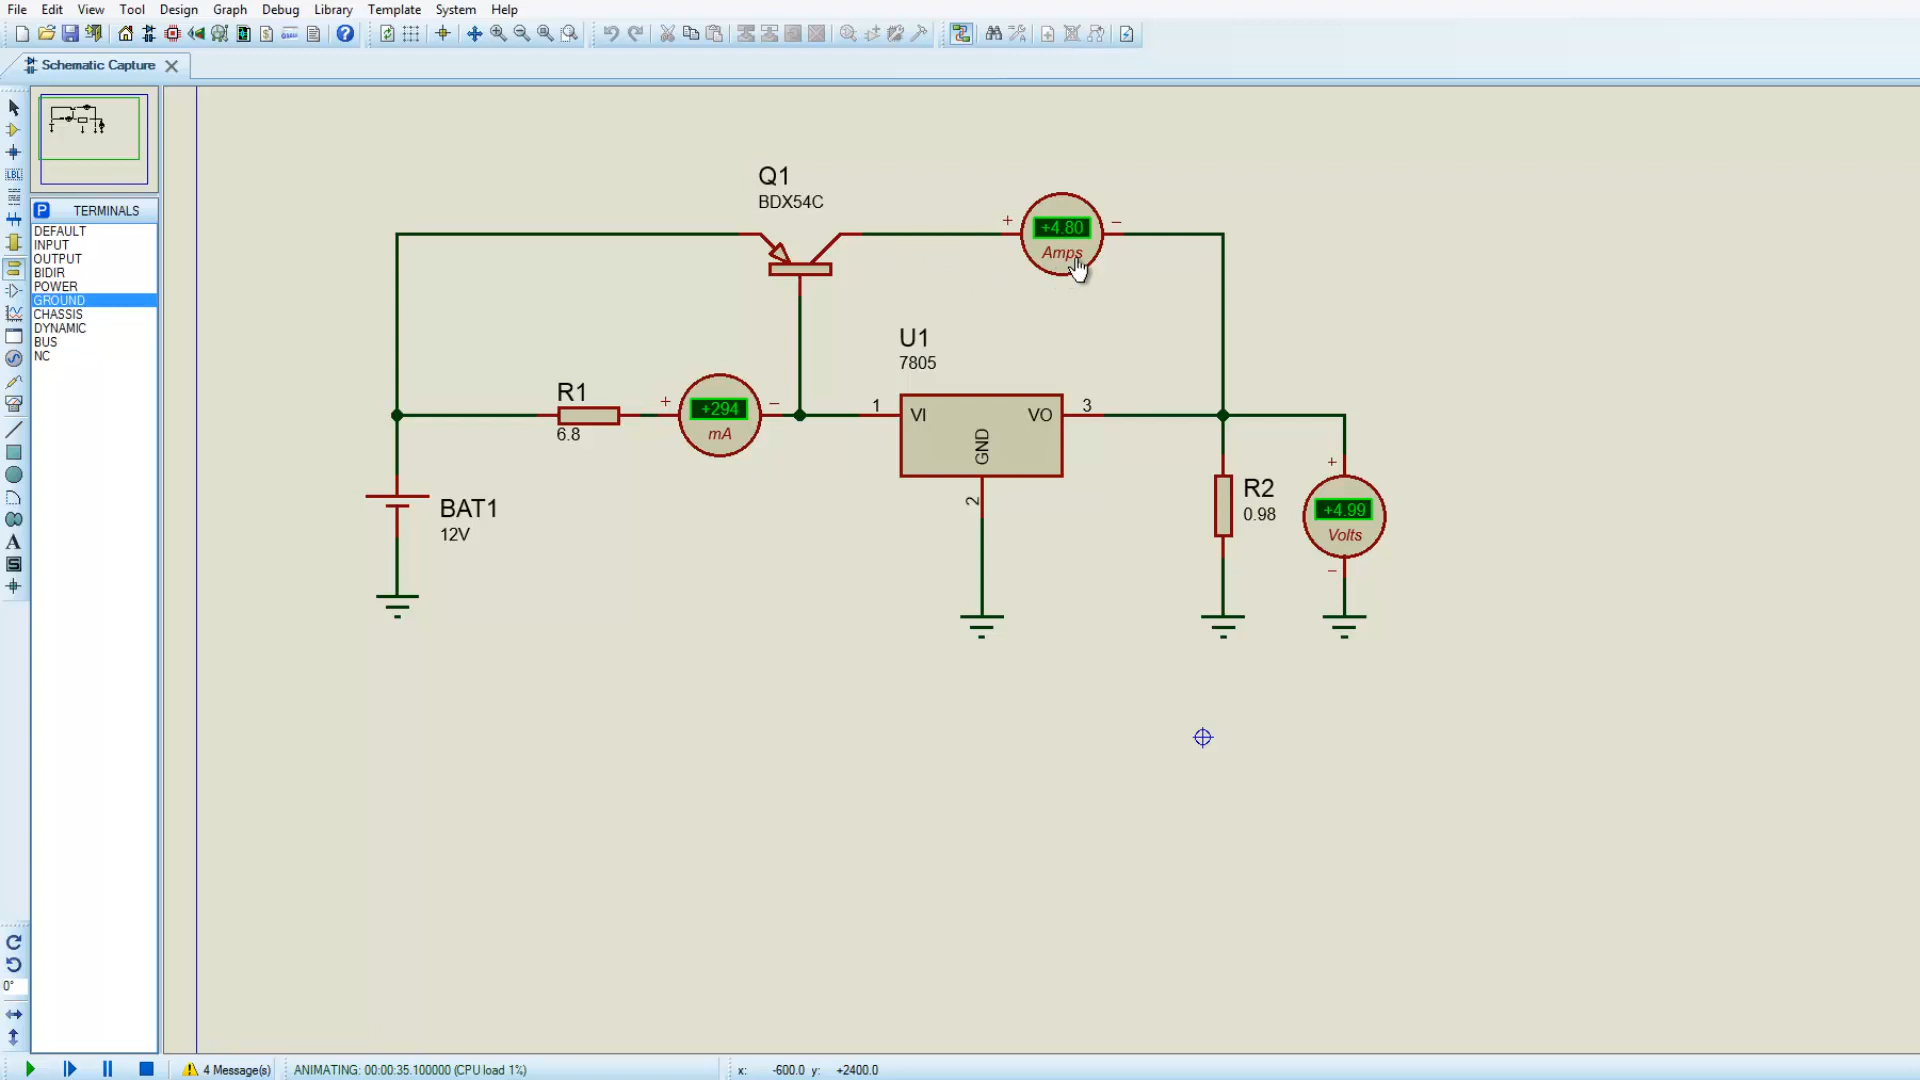 File Edit View Tool Design Graph Debug Library Template System Help
Schematic Capture
LBL
P TERMINALS
DEFAULT
INPUT
OUTPUT
BIDIR
POWER
GROUND
CHASSIS
DYNAMIC
BUS
NC
A
S
0°
Q1
BDX54C
+ +4.80 −
Amps
U1
7805
R1
6.8
+ +294 −
mA
1 VI VO 3
GND
2
BAT1
12V
R2
0.98
+
+4.99
Volts
−
4 Message(s) ANIMATING: 00:00:35.100000 (CPU load 1%) x: -600.0 y: +2400.0